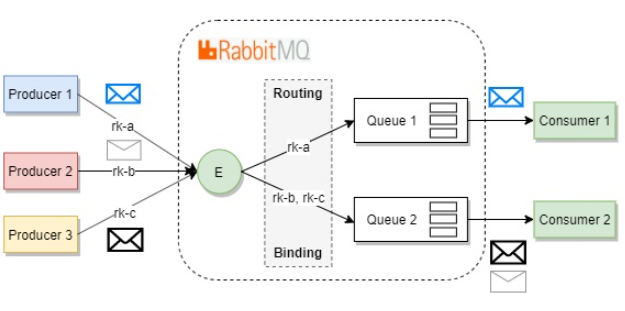 RabbitMQ
Routing
Producer 1
Producer 2
Producer 3
rk-a
rk-b
rk-c
E
rk-a
rk-b, rk-c
Binding
Queue 1
Queue 2
Consumer 1
Consumer 2